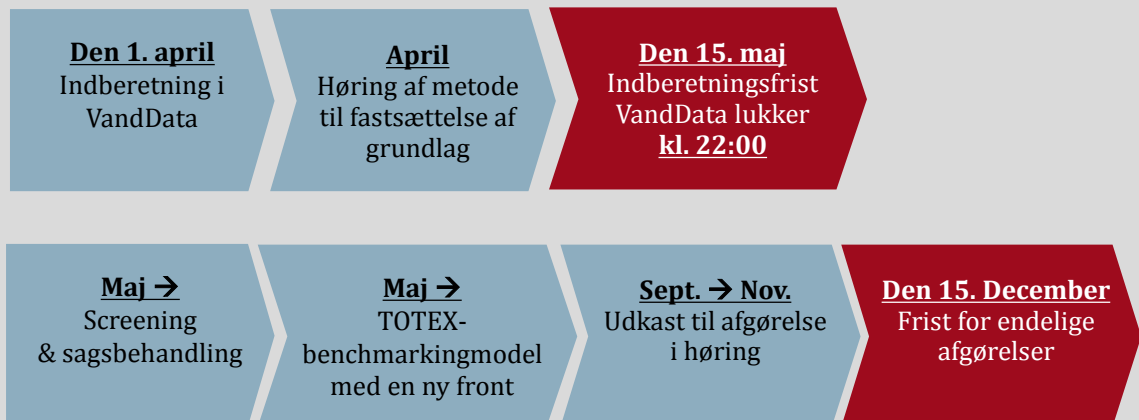 Den 1. april
Indberetning i
VandData
April
Høring af metode
til fastsættelse af
grundlag
Den 15. maj
Indberetningsfrist
VandData lukker
kl. 22:00
Maj →
Screening
& sagsbehandling
Maj →
TOTEX-
benchmarkingmodel
med en ny front
Sept. → Nov.
Udkast til afgørelse
i høring
Den 15. December
Frist for endelige
afgørelser